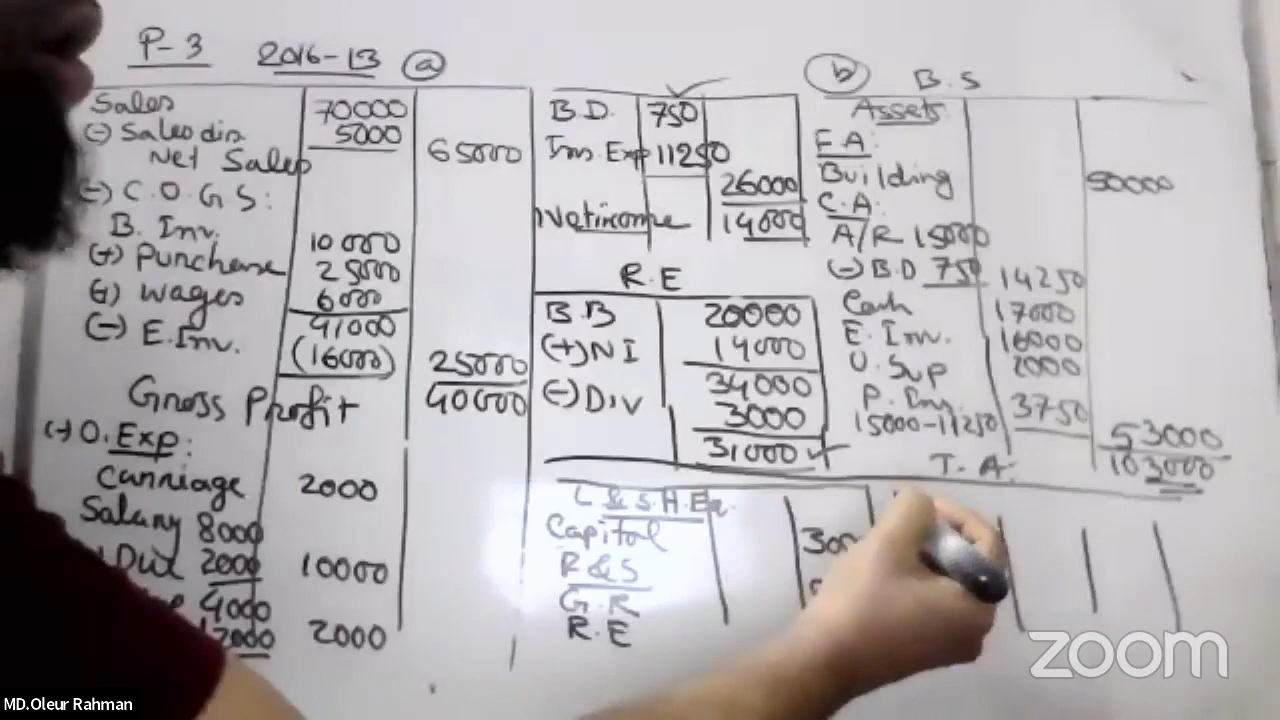 P-3 2016-13 (a)
Sales 70000
(-) Sales dis 5000
Net Sales 65000
(-) C.O.G.S:
B. Inv. 10000
(+) Purchase 25000
(+) Wages 6000
41000
(-) E.Inv. (16000) 25000
Gross Profit 40000
(-) O.Exp:
Carriage 2000
Salary 8000
2000 10000
4000
2000 2000
B.D. 750
Ins. Exp 11250
26000
Net income 14000
R.E
B.B 20000
(+) NI 14000
34000
(-) Div 3000
31000
(b) B.S
Assets
F.A:
Building 50000
C.A:
A/R 15000
(-) B.D 750 14250
Cash 17000
E. Inv. 16000
U. Sup 2000
P. Ins.
15000-11250 3750
53000
T.A. 103000
L & S.H.Eq.
Capital
R & S
G.R
R.E
MD.Oleur Rahman
zoom